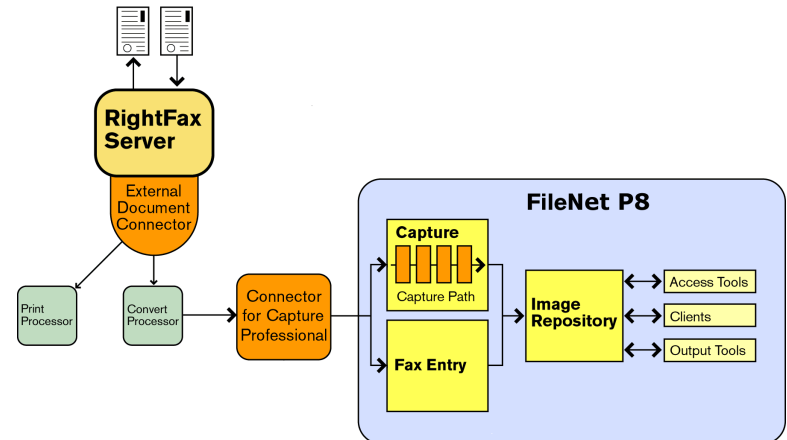 RightFax
Server
External
Document
Connector
Print
Processor
Convert
Processor
Connector
for Capture
Professional
FileNet P8
Capture
Capture Path
Fax Entry
Image
Repository
Access Tools
Clients
Output Tools